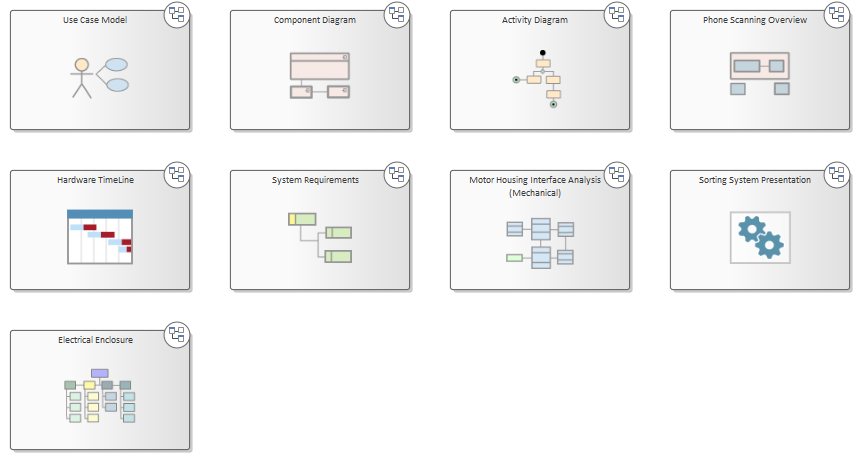 Use Case Model
Component Diagram
Activity Diagram
Phone Scanning Overview
Hardware TimeLine
System Requirements
Motor Housing Interface Analysis
(Mechanical)
Sorting System Presentation
Electrical Enclosure